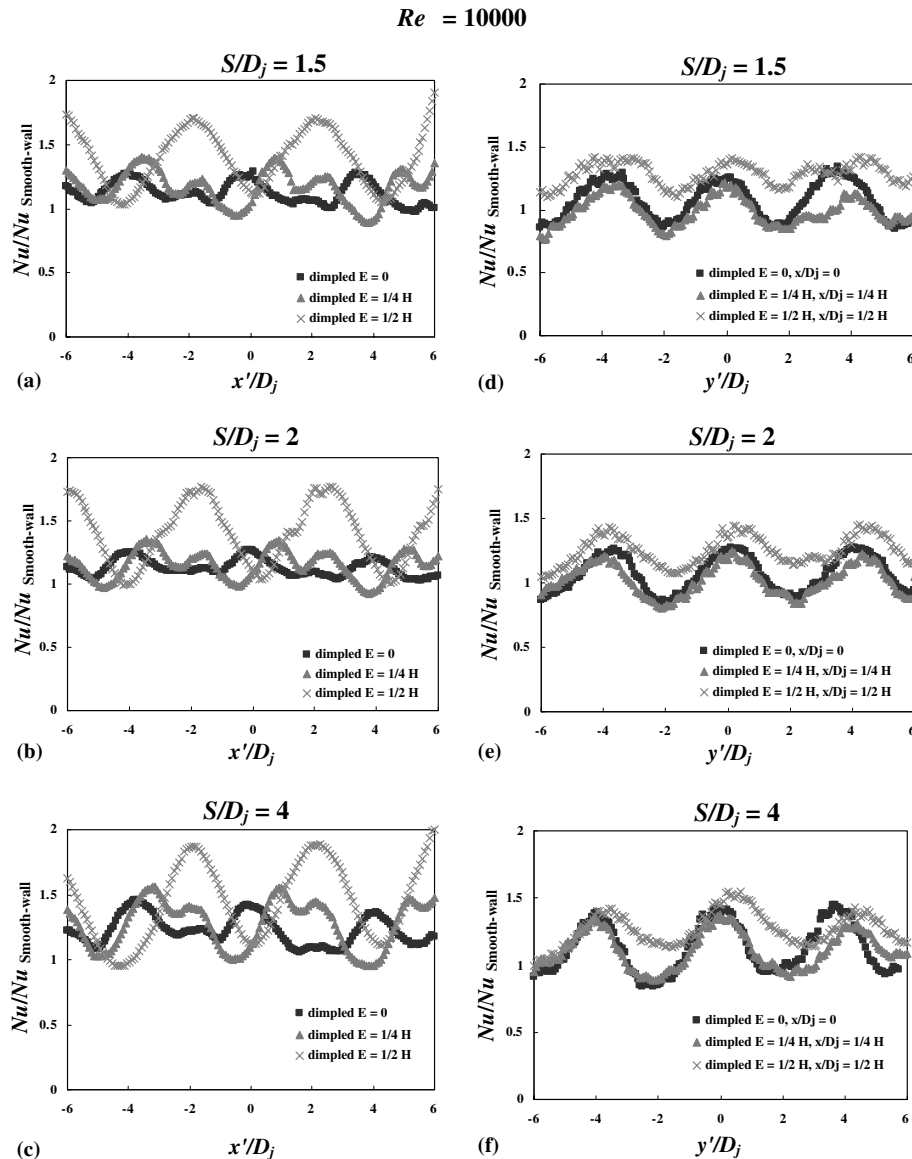 Re = 10000
S/Dj = 1.5
Nu/Nu Smooth-wall
2
1.5
1
0.5
0
dimpled E = 0
dimpled E = 1/4 H
dimpled E = 1/2 H
-6 -4 -2 0 2 4 6
(a)
x'/Dj
S/Dj = 1.5
Nu/Nu Smooth-wall
2
1.5
1
0.5
0
dimpled E = 0, x/Dj = 0
dimpled E = 1/4 H, x/Dj = 1/4 H
dimpled E = 1/2 H, x/Dj = 1/2 H
-6 -4 -2 0 2 4 6
(d)
y'/Dj
S/Dj = 2
Nu/Nu Smooth-wall
2
1.5
1
0.5
0
dimpled E = 0
dimpled E = 1/4 H
dimpled E = 1/2 H
-6 -4 -2 0 2 4 6
(b)
x'/Dj
S/Dj = 2
Nu/Nu Smooth-wall
2
1.5
1
0.5
0
dimpled E = 0, x/Dj = 0
dimpled E = 1/4 H, x/Dj = 1/4 H
dimpled E = 1/2 H, x/Dj = 1/2 H
-6 -4 -2 0 2 4 6
(e)
y'/Dj
S/Dj = 4
Nu/Nu Smooth-wall
2
1.5
1
0.5
0
dimpled E = 0
dimpled E = 1/4 H
dimpled E = 1/2 H
-6 -4 -2 0 2 4 6
(c)
x'/Dj
S/Dj = 4
Nu/Nu Smooth-wall
2
1.5
1
0.5
0
dimpled E = 0, x/Dj = 0
dimpled E = 1/4 H, x/Dj = 1/4 H
dimpled E = 1/2 H, x/Dj = 1/2 H
-6 -4 -2 0 2 4 6
(f)
y'/Dj